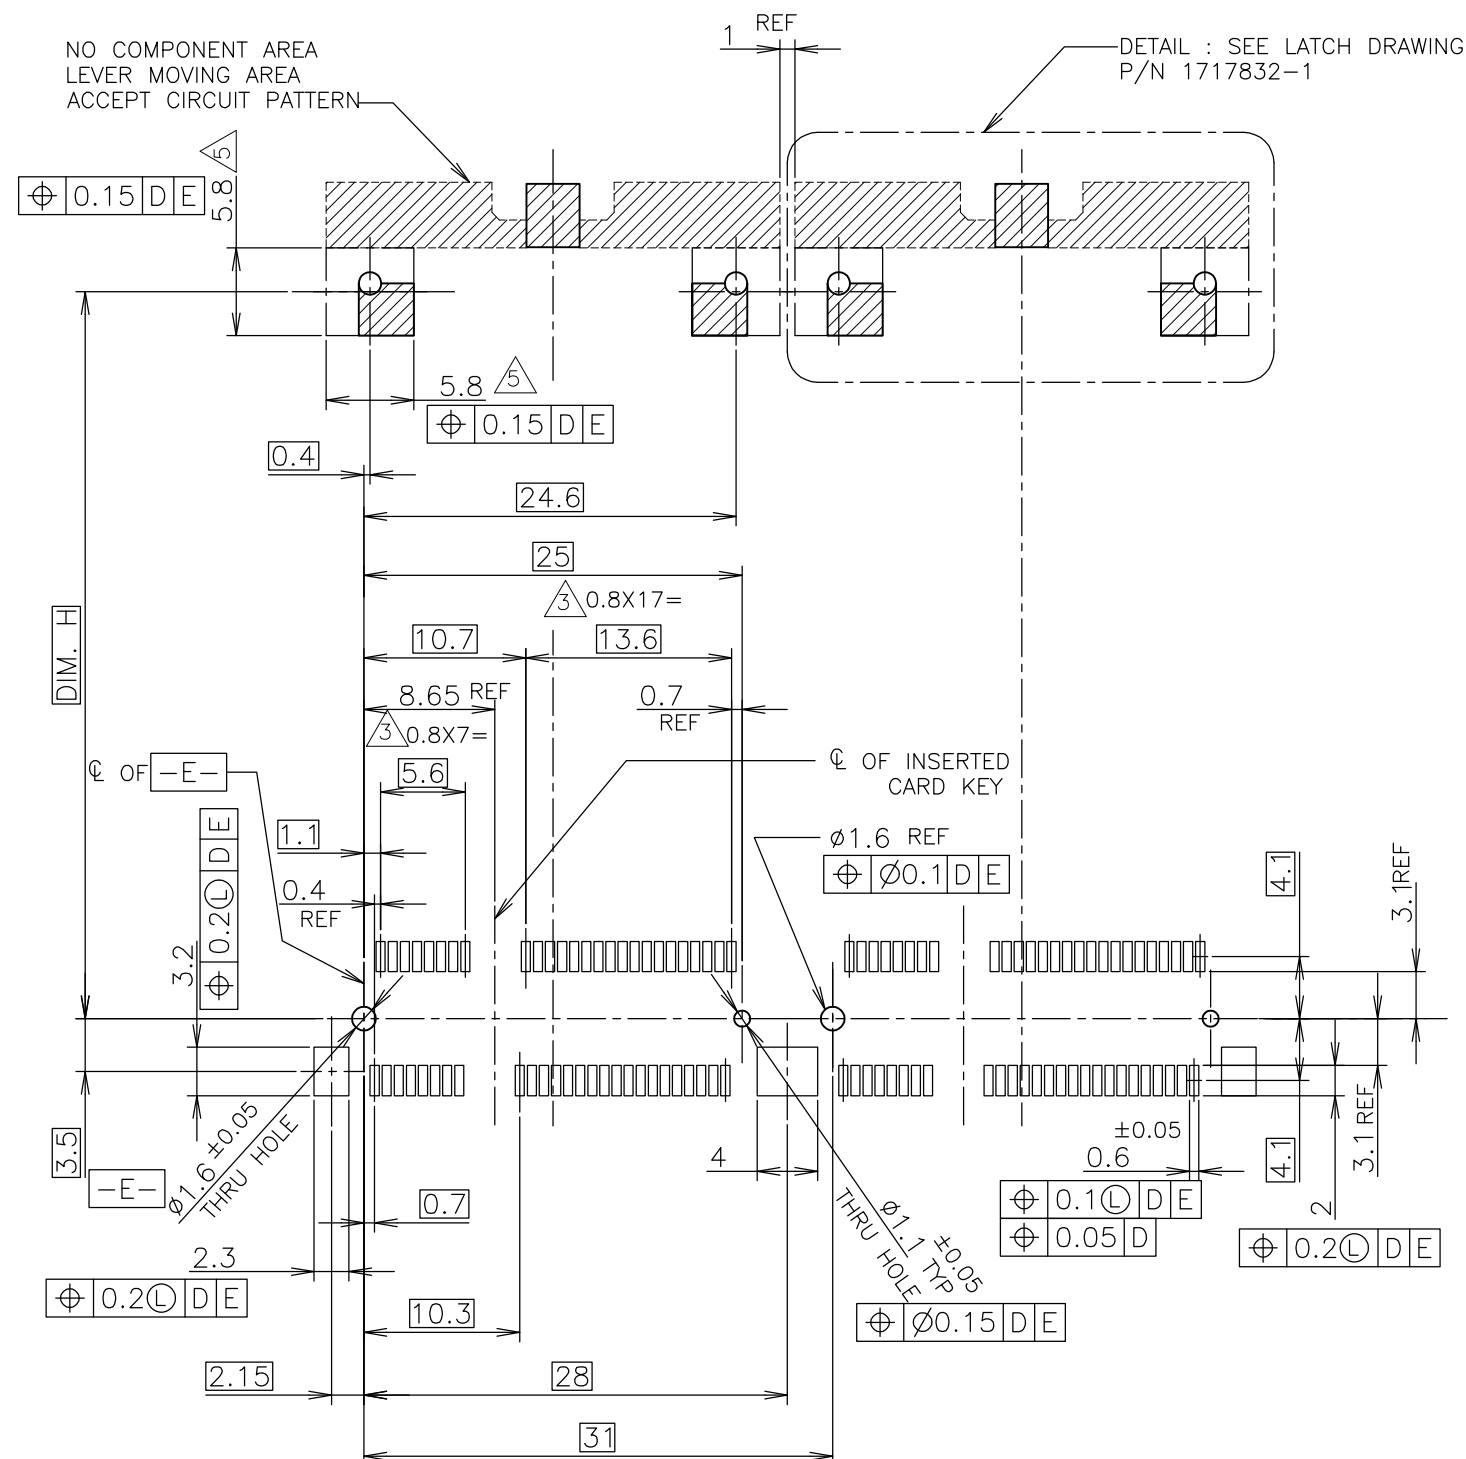 NO COMPONENT AREA
LEVER MOVING AREA
ACCEPT CIRCUIT PATTERN
1 REF
DETAIL : SEE LATCH DRAWING
P/N 1717832-1
⌖ 0.15 D E
5.8 5
5.8 5
⌖ 0.15 D E
0.4
24.6
25
3 0.8X17=
10.7
13.6
DIM. H
8.65 REF
0.7
REF
3 0.8X7=
℄ OF -E-
5.6
℄ OF INSERTED
CARD KEY
⌖ 0.2Ⓛ D E
1.1
ø1.6 REF
⌖ Ø0.1 D E
0.4
REF
3.2
4.1
3.1REF
3.5
-E-
ø1.6 ±0.05
THRU HOLE
0.7
4
ø1.1 TYP ±0.05
THRU HOLE
⌖ Ø0.15 D E
±0.05
0.6
⌖ 0.1Ⓛ D E
⌖ 0.05 D
4.1
3.1 REF
2
⌖ 0.2Ⓛ D E
2.3
⌖ 0.2Ⓛ D E
10.3
2.15
28
31